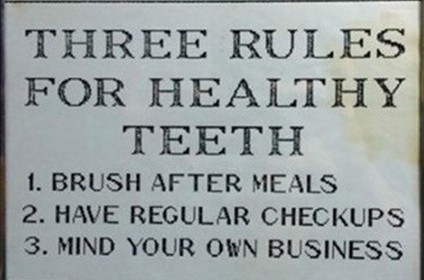 THREE RULES
FOR HEALTHY
TEETH
1. BRUSH AFTER MEALS
2. HAVE REGULAR CHECKUPS
3. MIND YOUR OWN BUSINESS